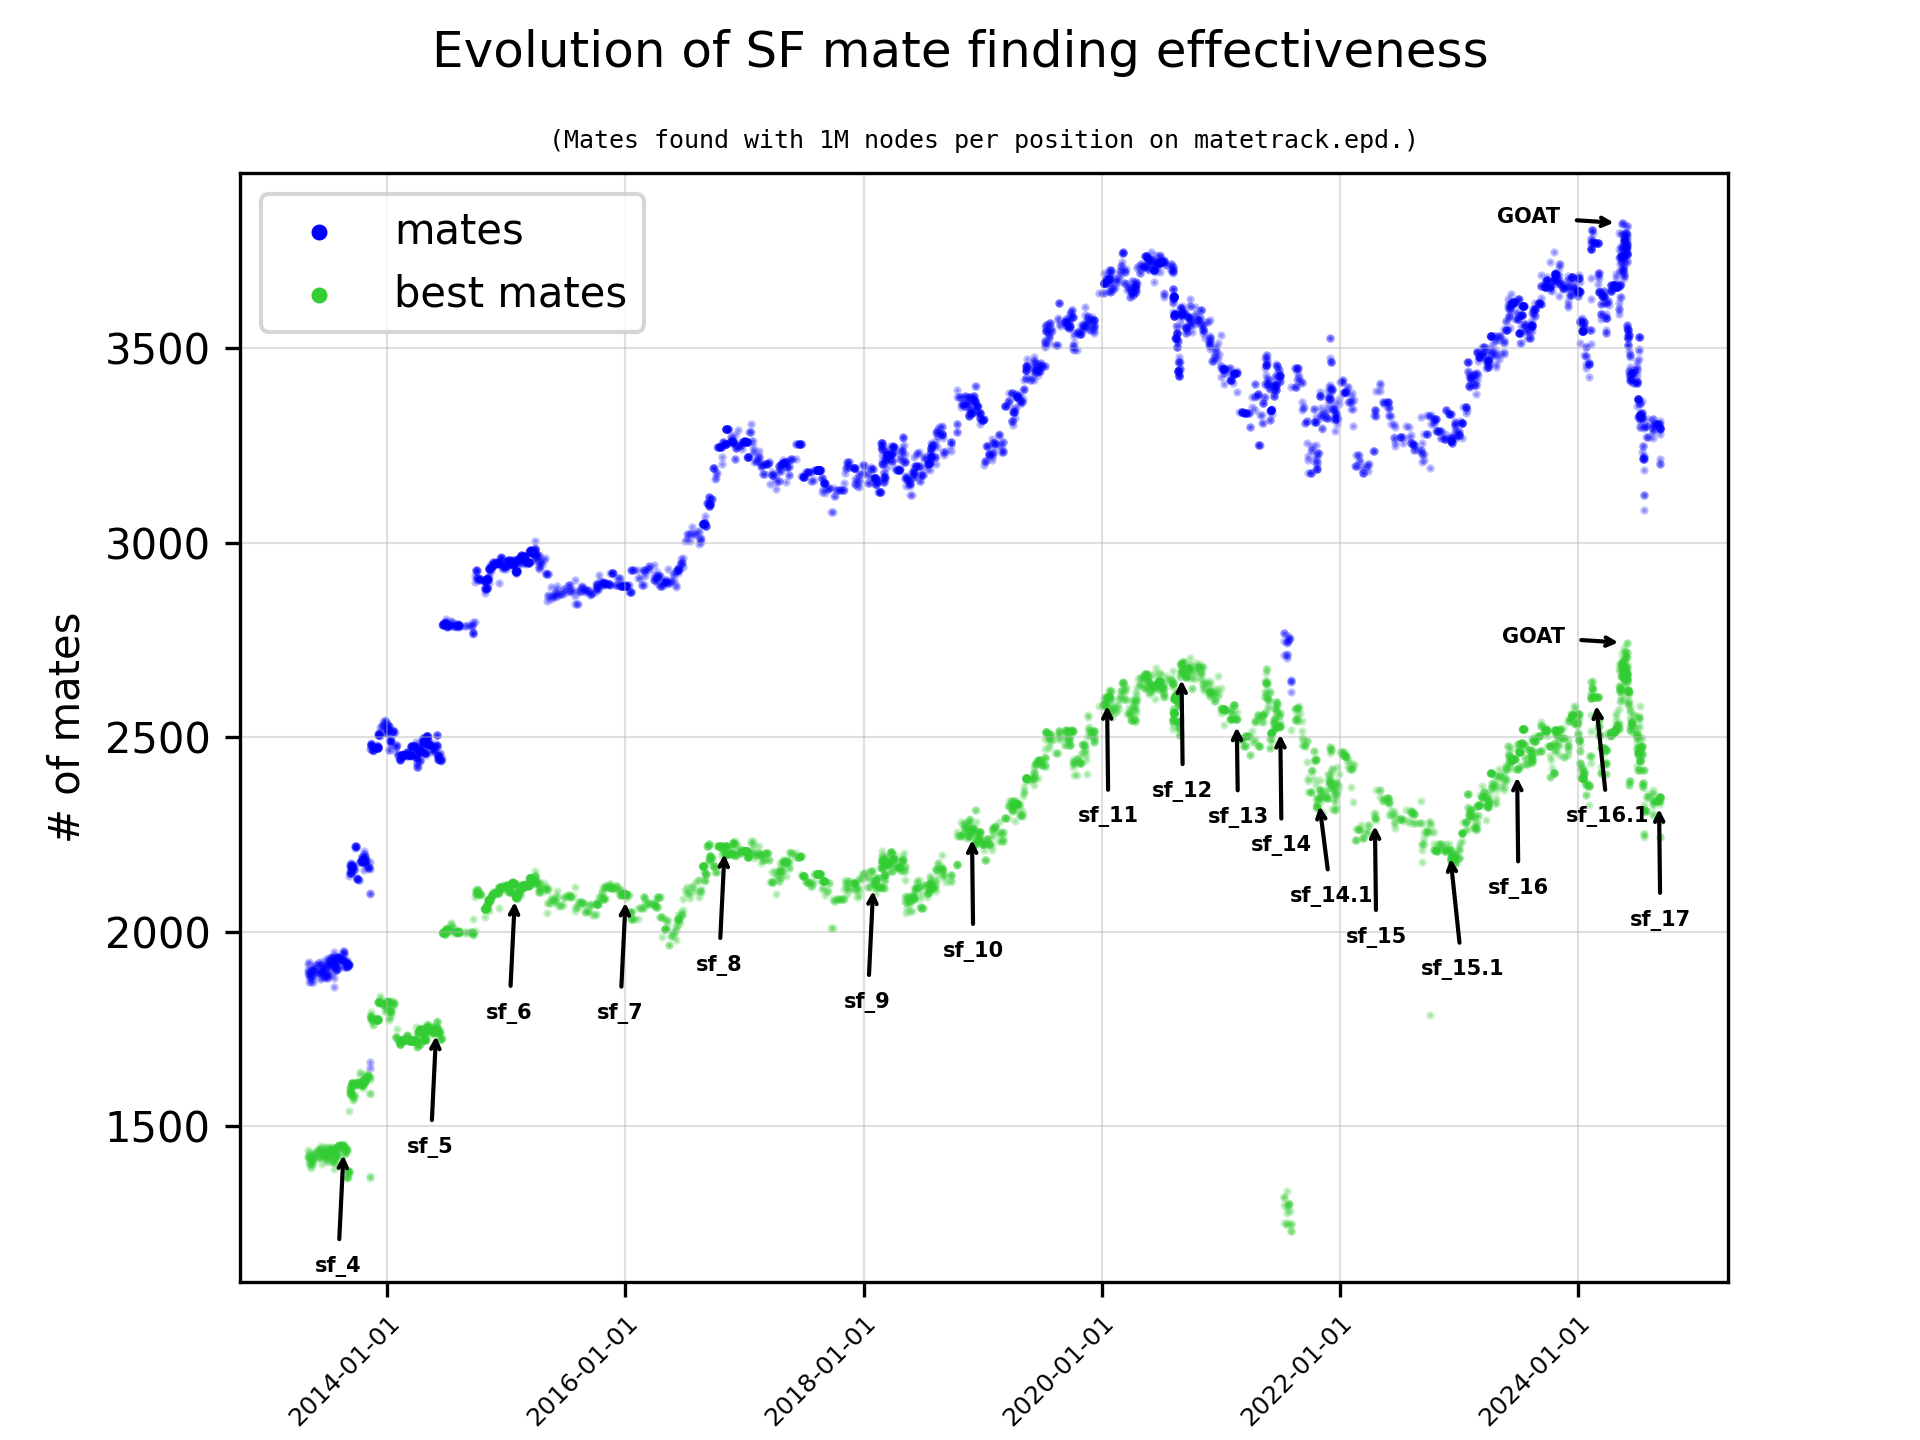 Evolution of SF mate finding effectiveness
(Mates found with 1M nodes per position on matetrack.epd.)
mates
best mates
GOAT
GOAT
# of mates
3500
3000
2500
2000
1500
sf_4
sf_5
sf_6
sf_7
sf_8
sf_9
sf_10
sf_11
sf_12
sf_13
sf_14
sf_14.1
sf_15
sf_15.1
sf_16
sf_16.1
sf_17
2014-01-01
2016-01-01
2018-01-01
2020-01-01
2022-01-01
2024-01-01